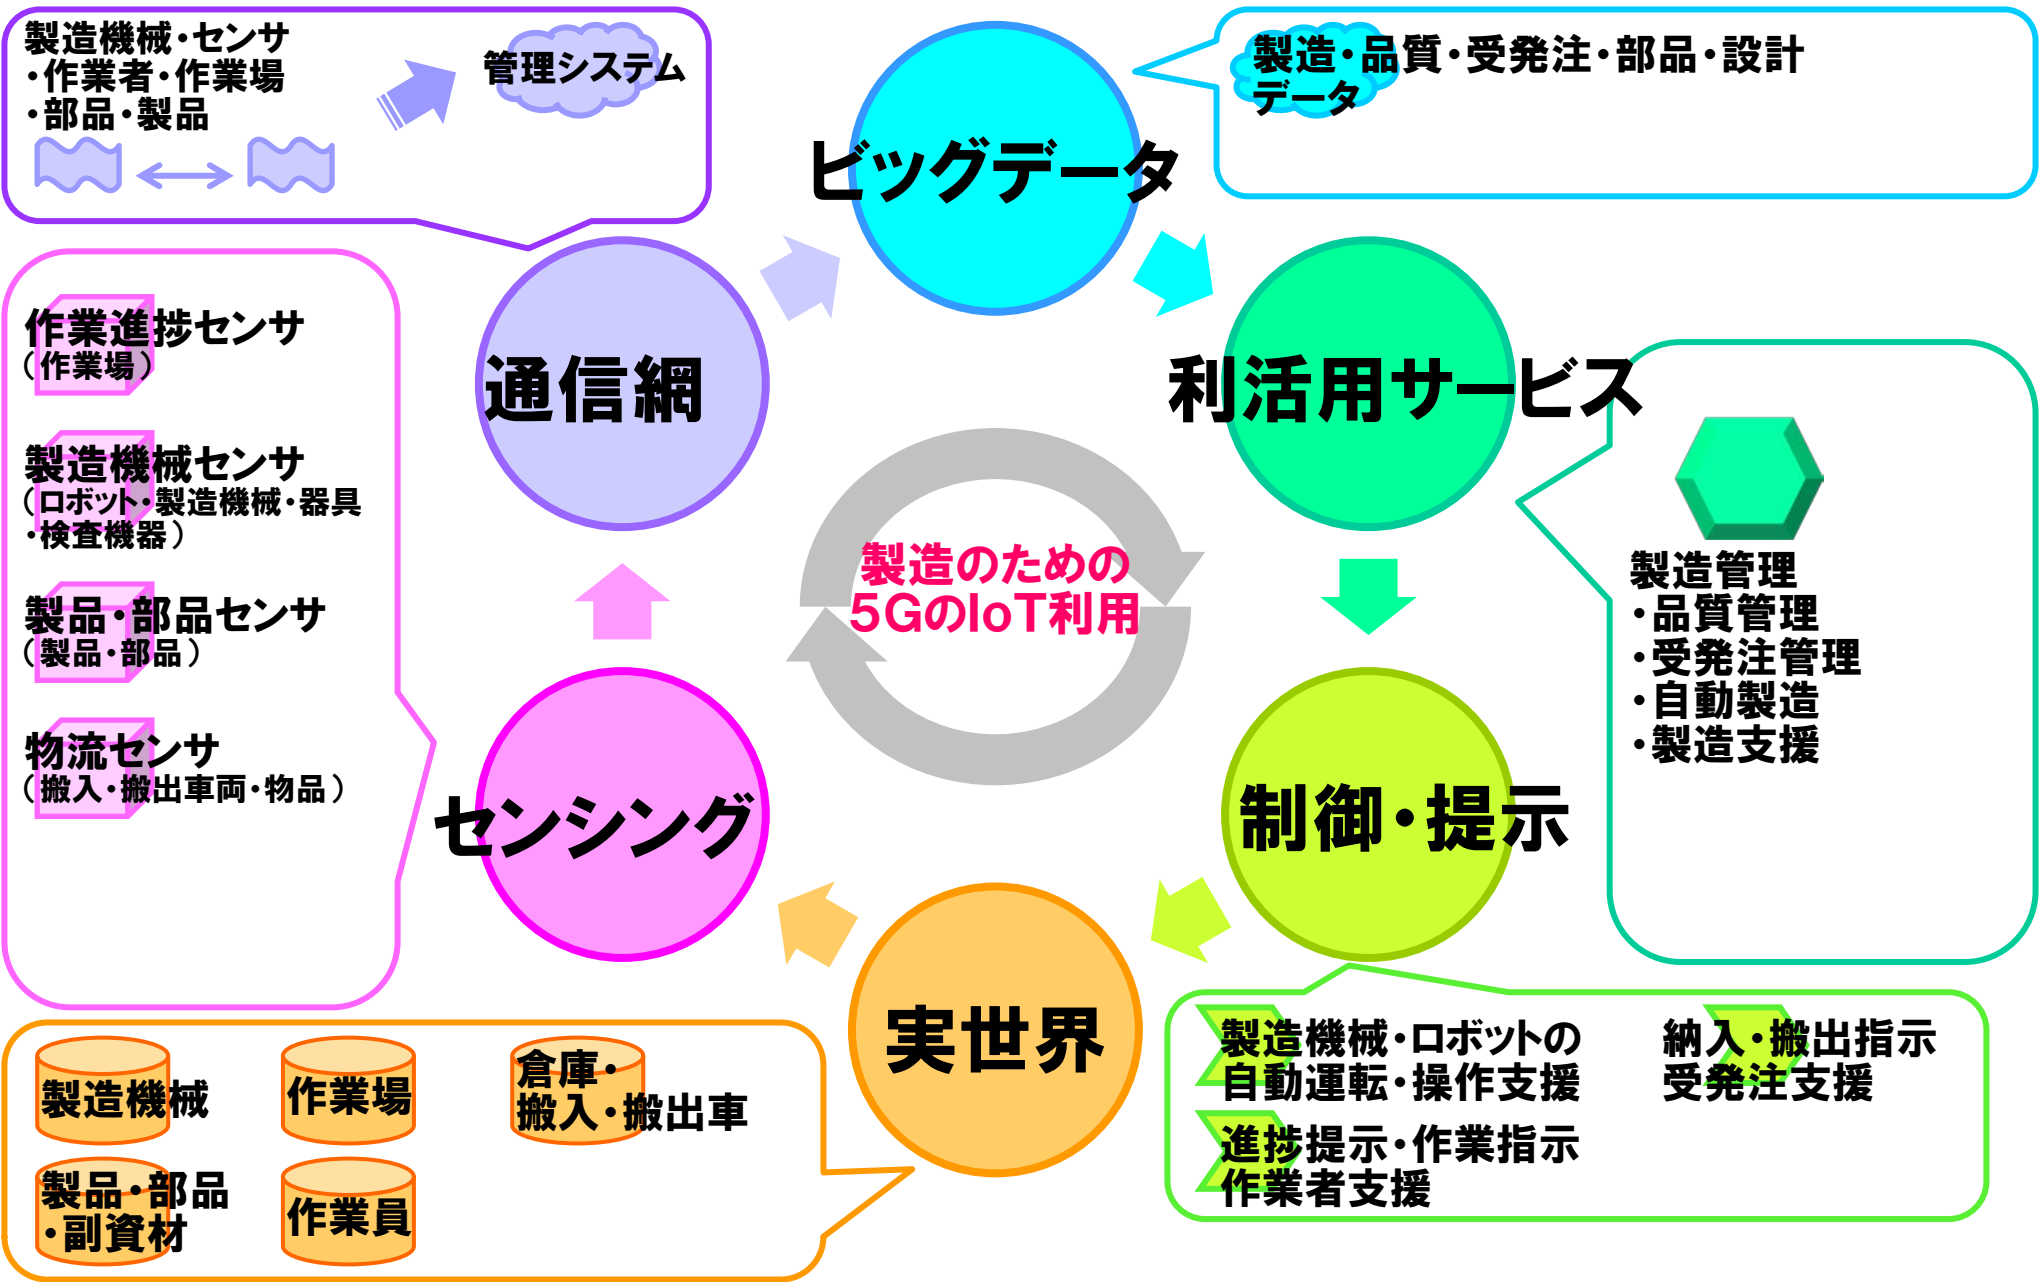 製造機械・センサ
・作業者・作業場
・部品・製品
管理システム
ビッグデータ
製造・品質・受発注・部品・設計
データ
通信網
利活用サービス
作業進捗センサ
（作業場）
製造機械センサ
（ロボット・製造機械・器具
・検査機器）
製品・部品センサ
（製品・部品）
物流センサ
（搬入・搬出車両・物品）
製造のための
５GのIoT利用
製造管理
・品質管理
・受発注管理
・自動製造
・製造支援
センシング
制御・提示
実世界
製造機械
作業場
倉庫・
搬入・搬出車
製品・部品
・副資材
作業員
製造機械・ロボットの
自動運転・操作支援
納入・搬出指示
受発注支援
進捗提示・作業指示
作業者支援